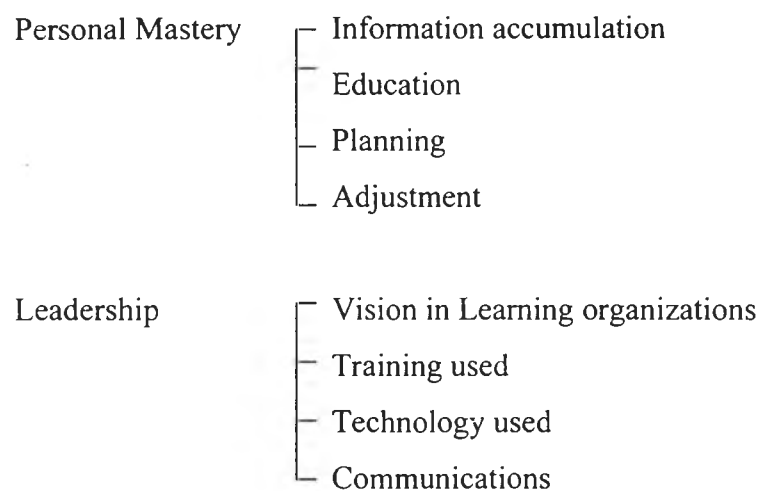 Personal Mastery Information accumulation
Education
Planning
Adjustment
Leadership Vision in Learning organizations
Training used
Technology used
Communications